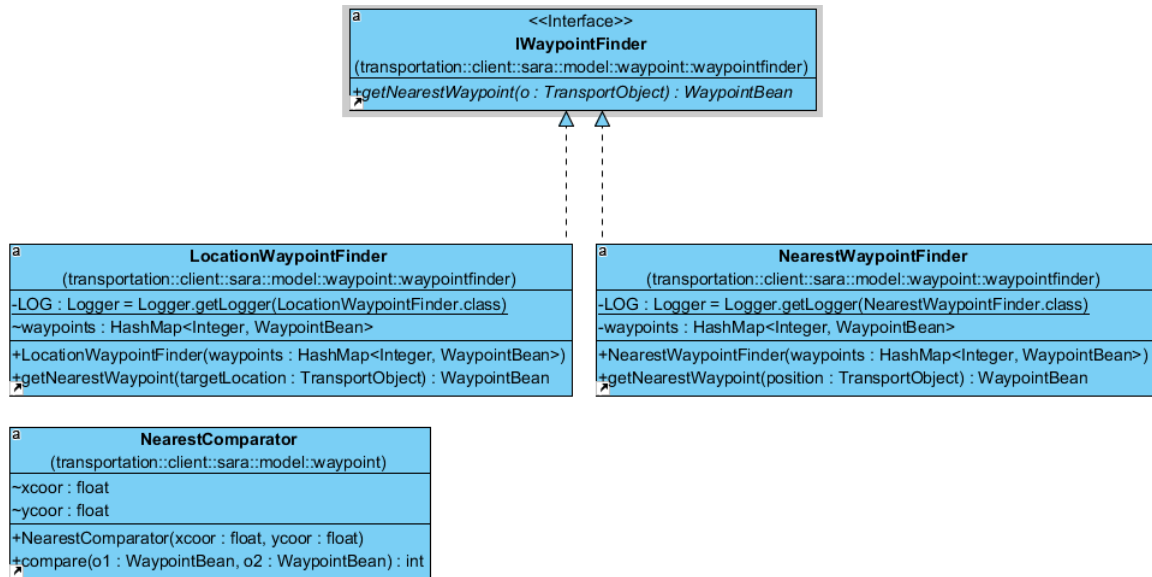 a
<<Interface>>
IWaypointFinder
(transportation::client::sara::model::waypoint::waypointfinder)
+getNearestWaypoint(o : TransportObject) : WaypointBean
a
LocationWaypointFinder
(transportation::client::sara::model::waypoint::waypointfinder)
-LOG : Logger = Logger.getLogger(LocationWaypointFinder.class)
~waypoints : HashMap<Integer, WaypointBean>
+LocationWaypointFinder(waypoints : HashMap<Integer, WaypointBean>)
+getNearestWaypoint(targetLocation : TransportObject) : WaypointBean
a
NearestWaypointFinder
(transportation::client::sara::model::waypoint::waypointfinder)
-LOG : Logger = Logger.getLogger(NearestWaypointFinder.class)
-waypoints : HashMap<Integer, WaypointBean>
+NearestWaypointFinder(waypoints : HashMap<Integer, WaypointBean>)
+getNearestWaypoint(position : TransportObject) : WaypointBean
a
NearestComparator
(transportation::client::sara::model::waypoint)
~xcoor : float
~ycoor : float
+NearestComparator(xcoor : float, ycoor : float)
+compare(o1 : WaypointBean, o2 : WaypointBean) : int